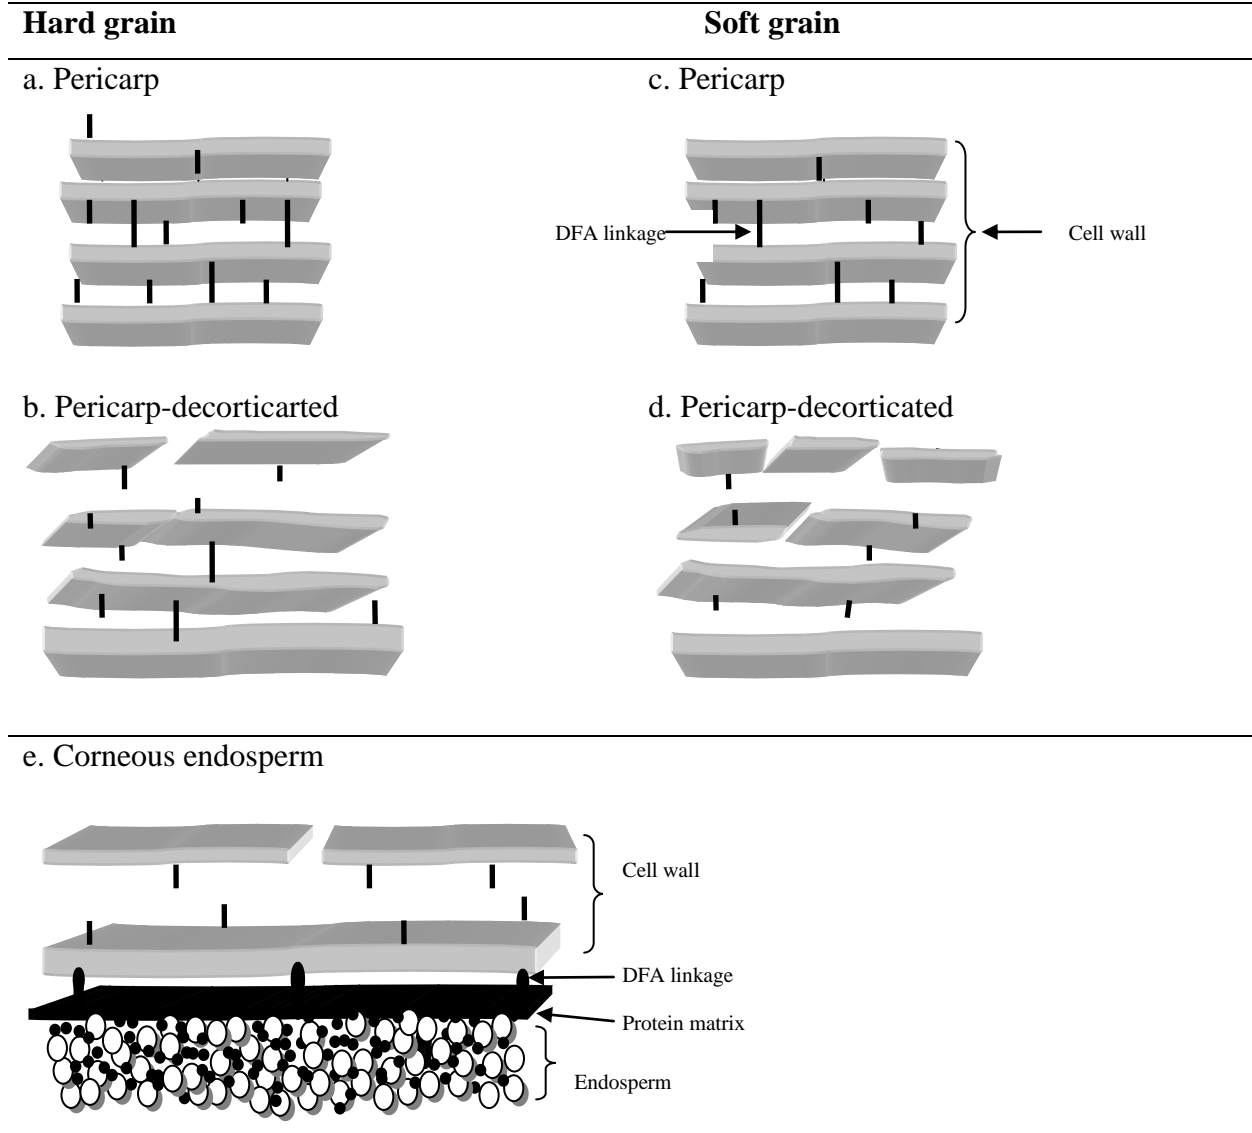 Hard grain
Soft grain
a. Pericarp
c. Pericarp
DFA linkage
Cell wall
b. Pericarp-decorticarted
d. Pericarp-decorticated
e. Corneous endosperm
Cell wall
DFA linkage
Protein matrix
Endosperm